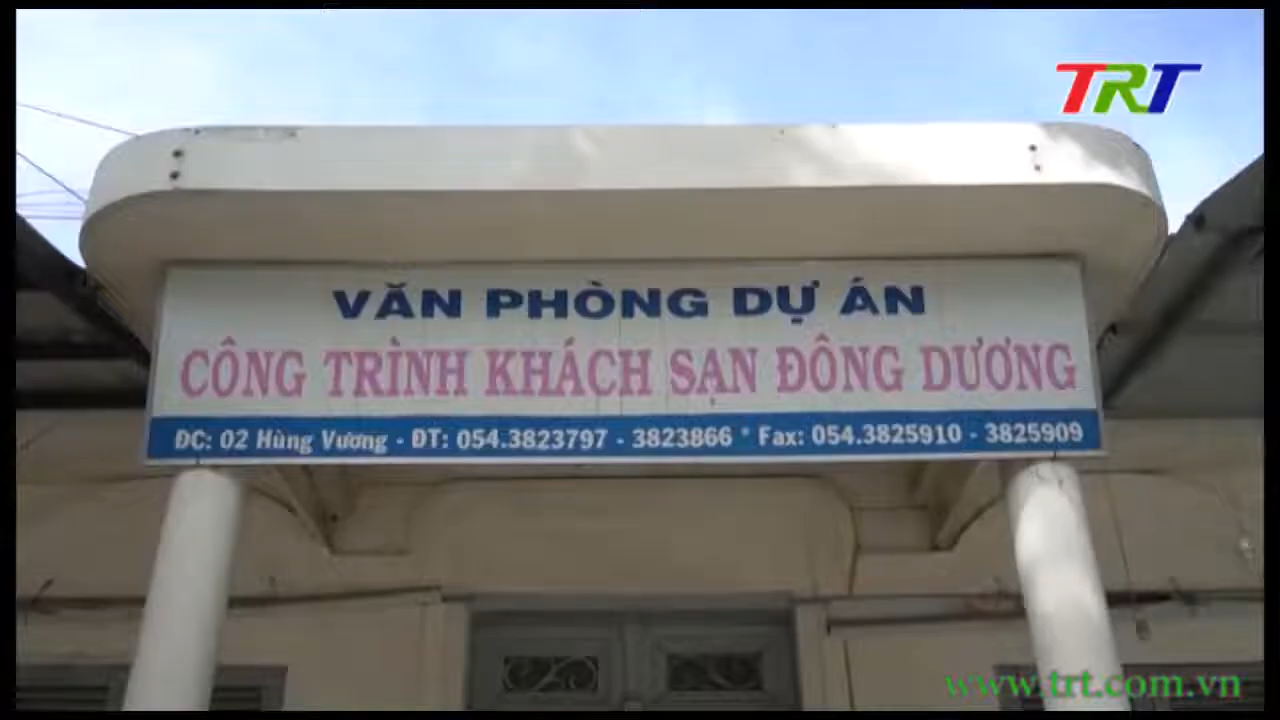 TRT
VĂN PHÒNG DỰ ÁN
CÔNG TRÌNH KHÁCH SẠN ĐÔNG DƯƠNG
ĐC: 02 Hùng Vương - ĐT: 054.3823797 - 3823866 * Fax: 054.3825910 - 3825909
www.trt.com.vn